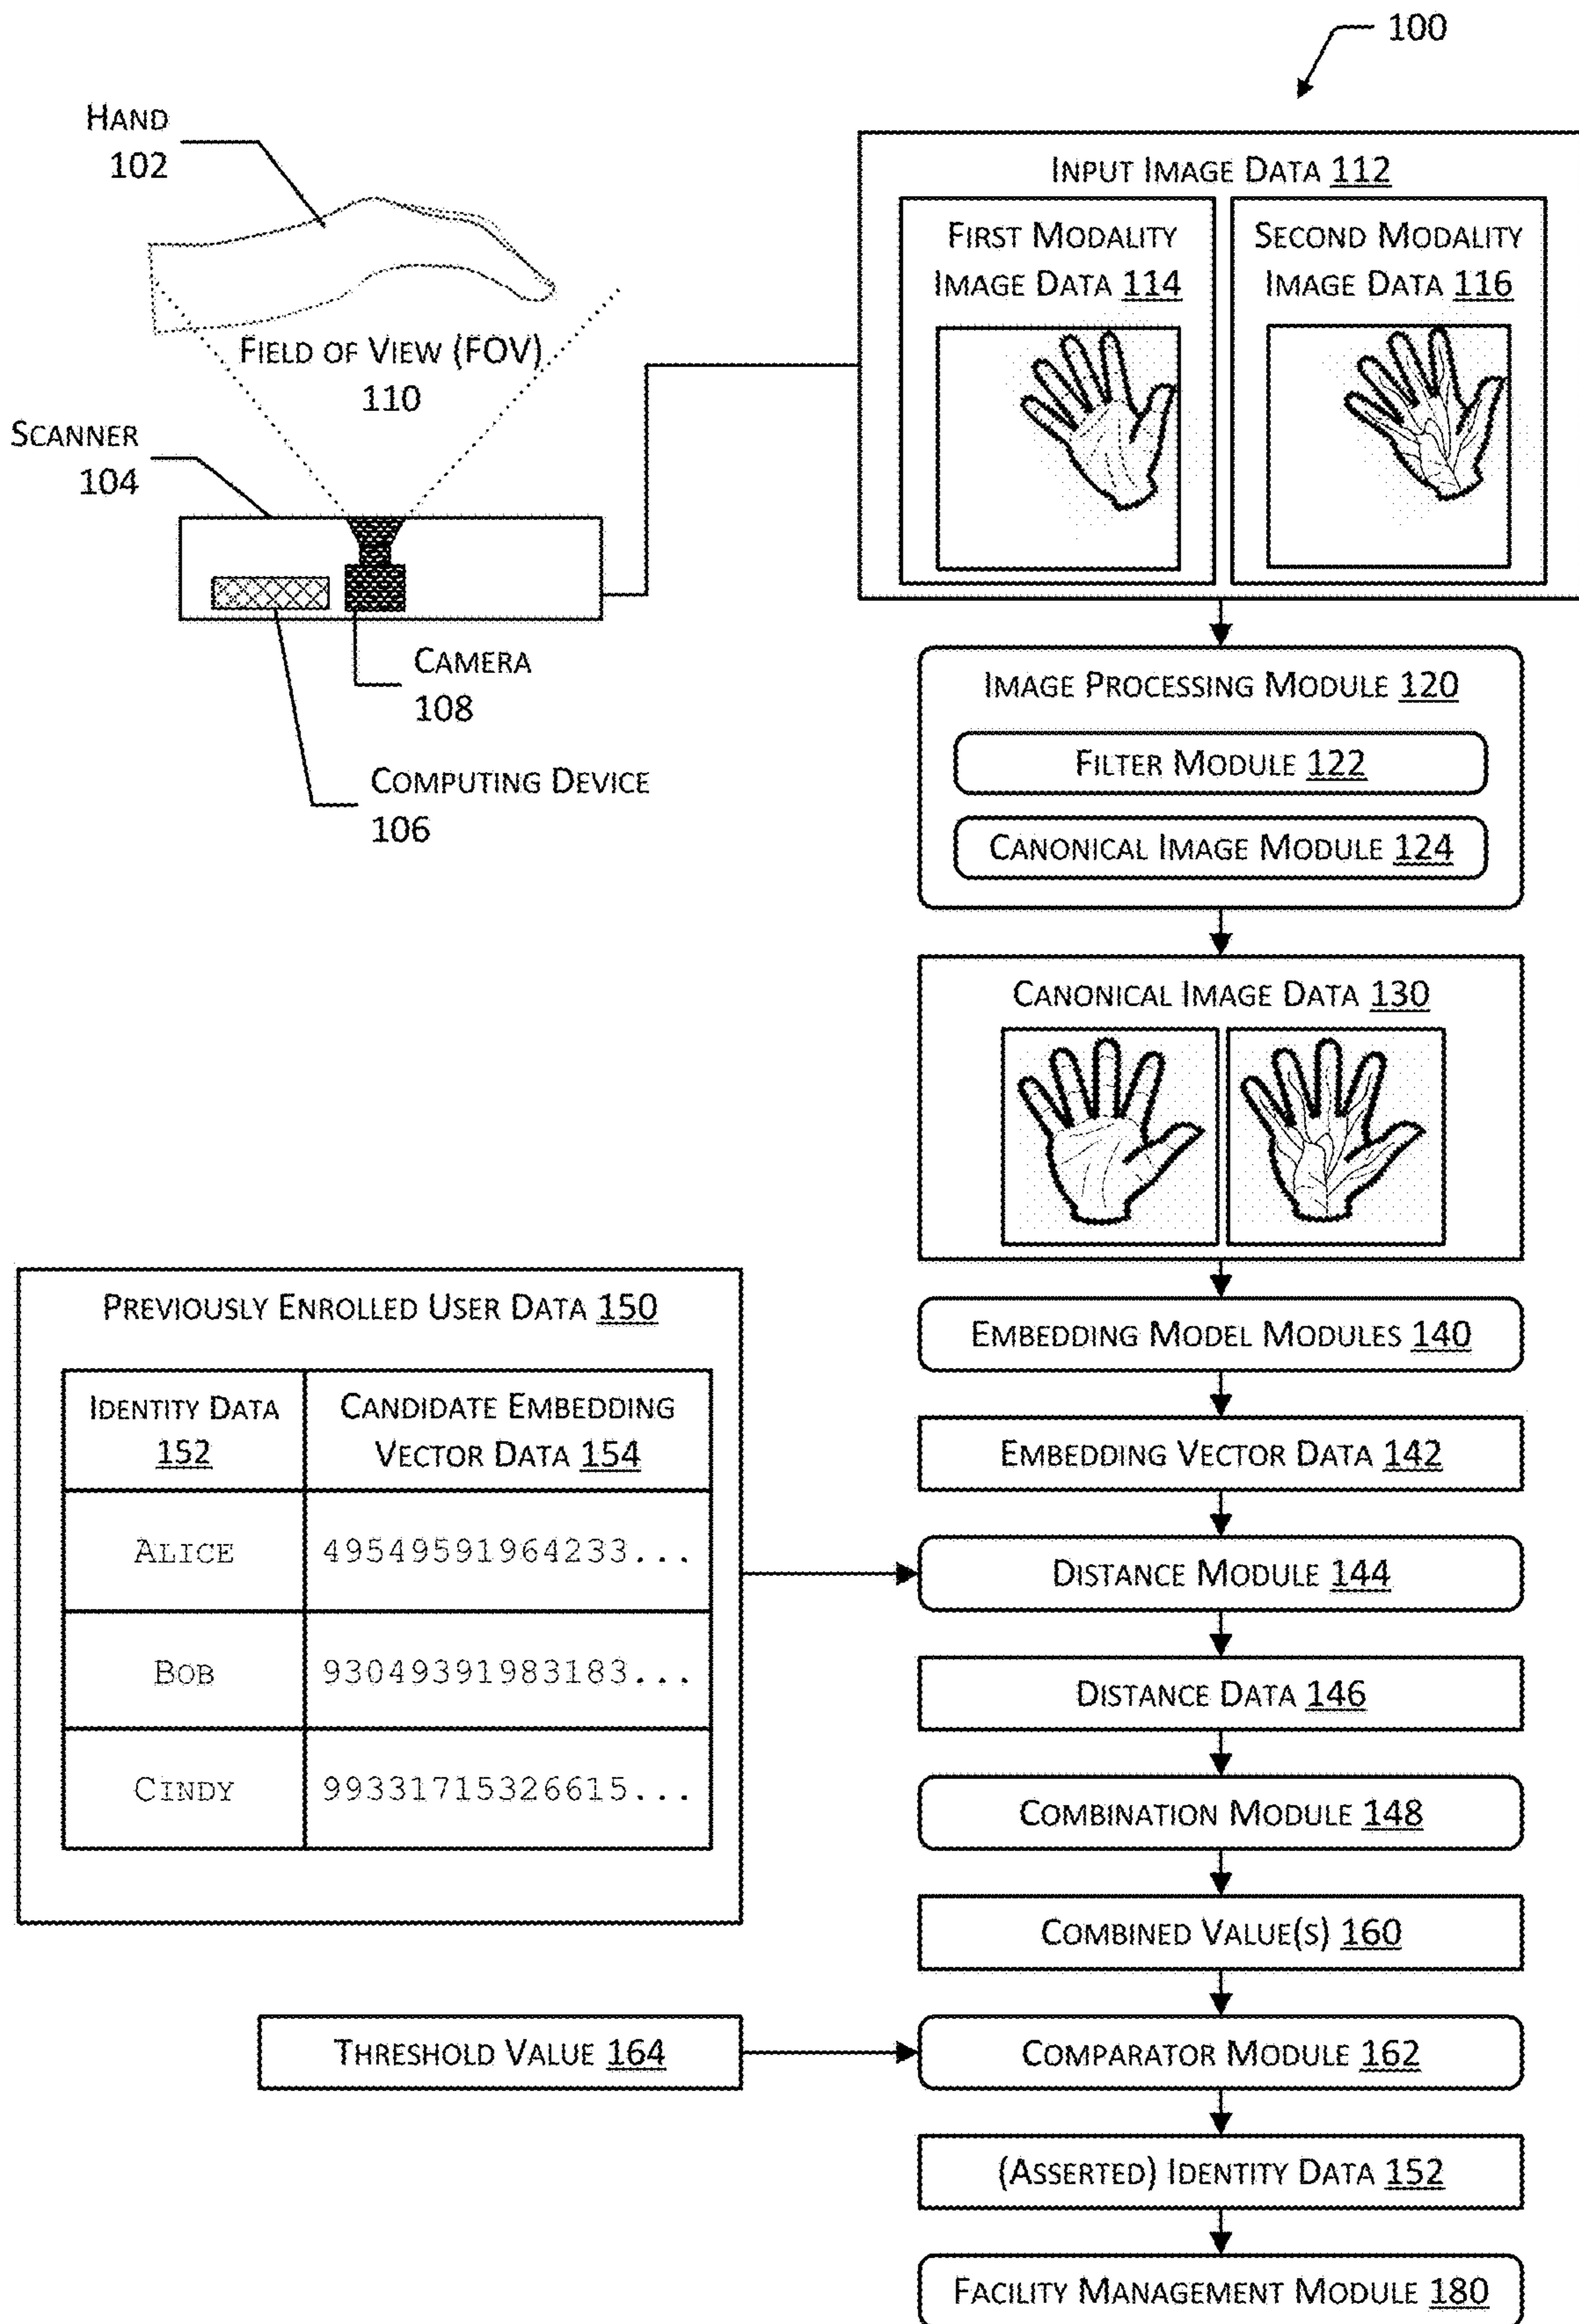 100
HAND
102
FIELD OF VIEW (FOV)
110
SCANNER
104
CAMERA
108
COMPUTING DEVICE
106
INPUT IMAGE DATA 112
FIRST MODALITY
IMAGE DATA 114
SECOND MODALITY
IMAGE DATA 116
IMAGE PROCESSING MODULE 120
FILTER MODULE 122
CANONICAL IMAGE MODULE 124
CANONICAL IMAGE DATA 130
EMBEDDING MODEL MODULES 140
EMBEDDING VECTOR DATA 142
PREVIOUSLY ENROLLED USER DATA 150
IDENTITY DATA
152
CANDIDATE EMBEDDING
VECTOR DATA 154
ALICE
49549591964233...
BOB
93049391983183...
CINDY
99331715326615...
DISTANCE MODULE 144
DISTANCE DATA 146
COMBINATION MODULE 148
COMBINED VALUE(S) 160
THRESHOLD VALUE 164
COMPARATOR MODULE 162
(ASSERTED) IDENTITY DATA 152
FACILITY MANAGEMENT MODULE 180